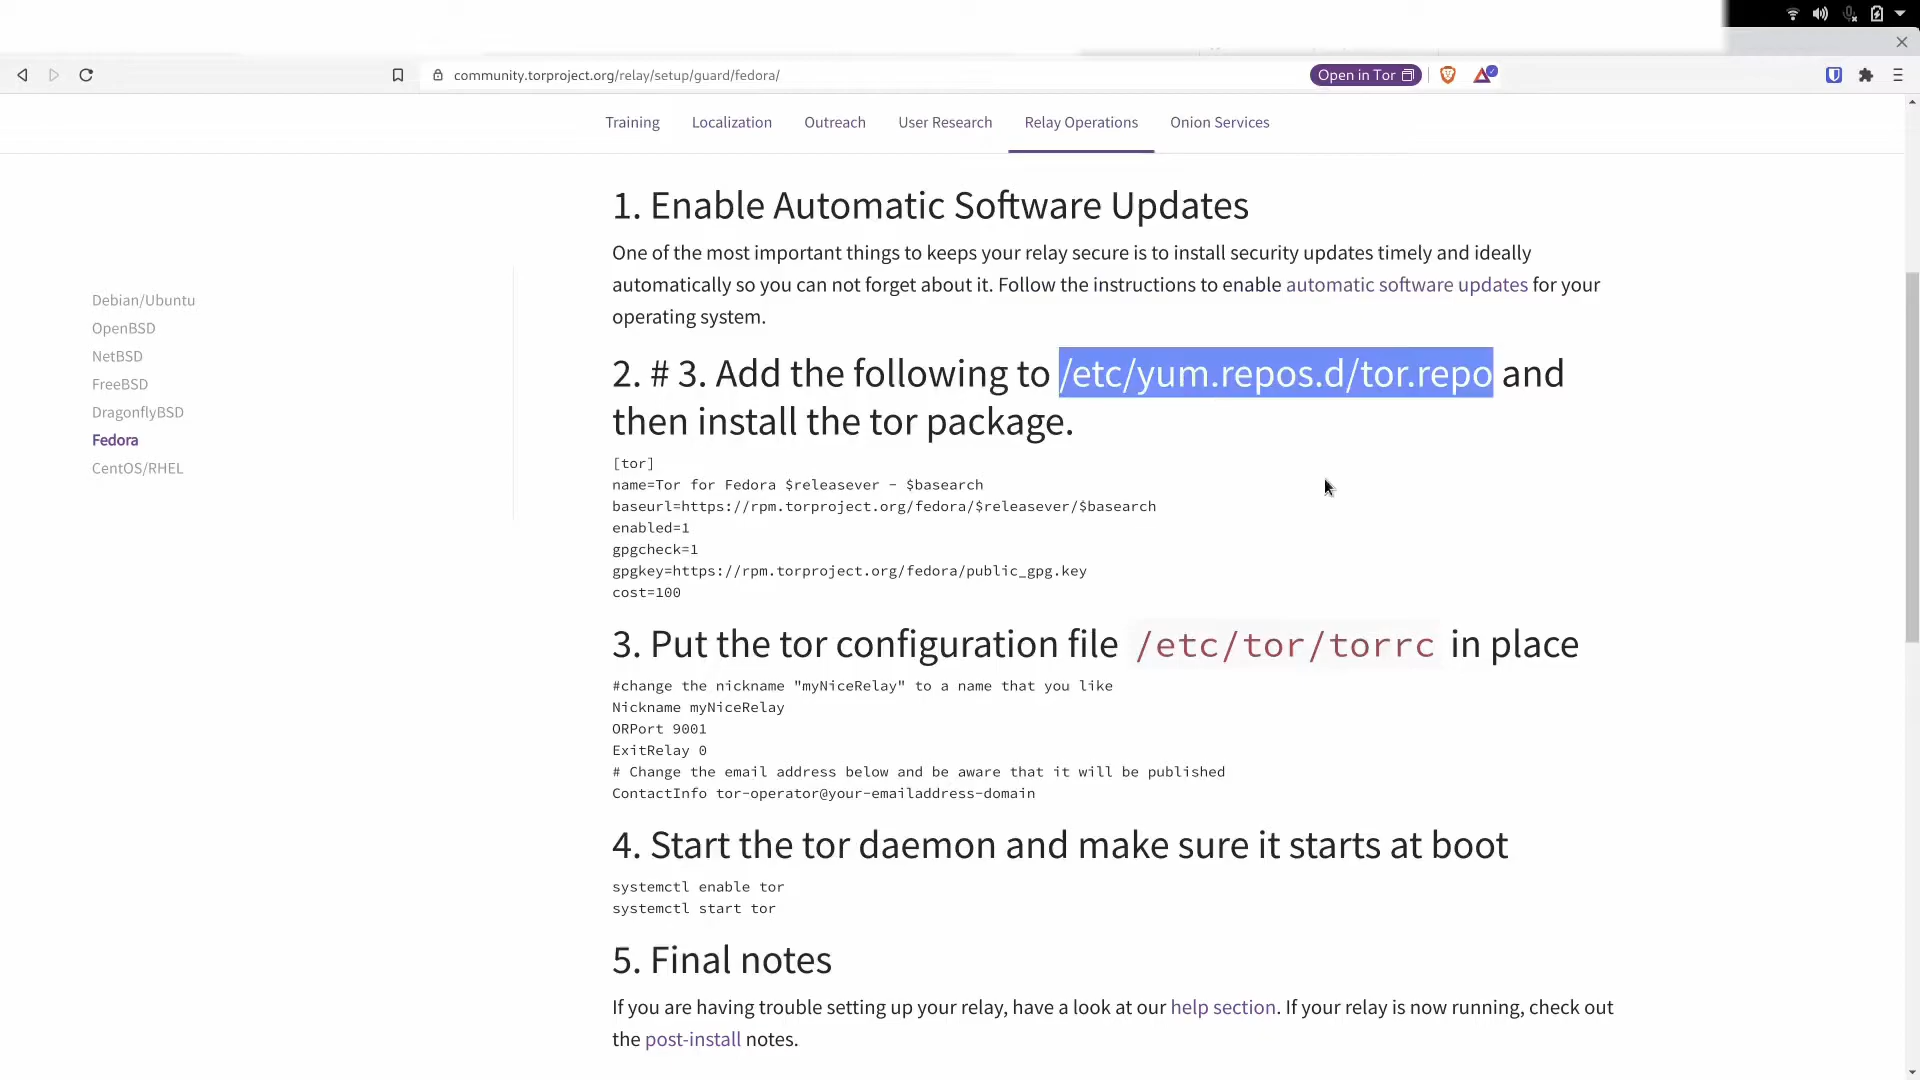 community.torproject.org/relay/setup/guard/fedora/
Open in Tor
Training
Localization
Outreach
User Research
Relay Operations
Onion Services
Debian/Ubuntu
OpenBSD
NetBSD
FreeBSD
DragonflyBSD
Fedora
CentOS/RHEL
1. Enable Automatic Software Updates
One of the most important things to keeps your relay secure is to install security updates timely and ideally
automatically so you can not forget about it. Follow the instructions to enable automatic software updates for your
operating system.
2. # 3. Add the following to /etc/yum.repos.d/tor.repo and
then install the tor package.
[tor]
name=Tor for Fedora $releasever - $basearch
baseurl=https://rpm.torproject.org/fedora/$releasever/$basearch
enabled=1
gpgcheck=1
gpgkey=https://rpm.torproject.org/fedora/public_gpg.key
cost=100
3. Put the tor configuration file /etc/tor/torrc in place
#change the nickname "myNiceRelay" to a name that you like
Nickname myNiceRelay
ORPort 9001
ExitRelay 0
# Change the email address below and be aware that it will be published
ContactInfo tor-operator@your-emailaddress-domain
4. Start the tor daemon and make sure it starts at boot
systemctl enable tor
systemctl start tor
5. Final notes
If you are having trouble setting up your relay, have a look at our help section. If your relay is now running, check out
the post-install notes.